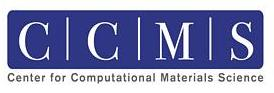 C | C | M | S
Center for Computational Materials Science